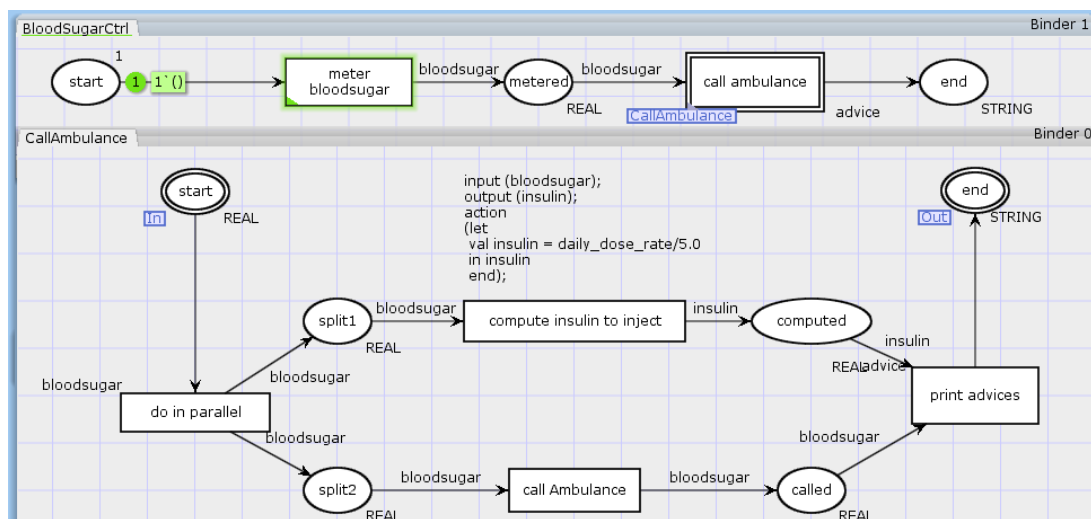 BloodSugarCtrl
Binder 1
1
start
1
1`()
meter
bloodsugar
bloodsugar
metered
REAL
bloodsugar
call ambulance
CallAmbulance
advice
end
STRING
CallAmbulance
Binder 0
start
In
REAL
input (bloodsugar);
output (insulin);
action
(let
val insulin = daily_dose_rate/5.0
in insulin
end);
end
Out
STRING
split1
REAL
bloodsugar
compute insulin to inject
insulin
computed
REAL
insulin
advice
bloodsugar
bloodsugar
do in parallel
print advices
bloodsugar
bloodsugar
split2
REAL
bloodsugar
call Ambulance
bloodsugar
called
REAL